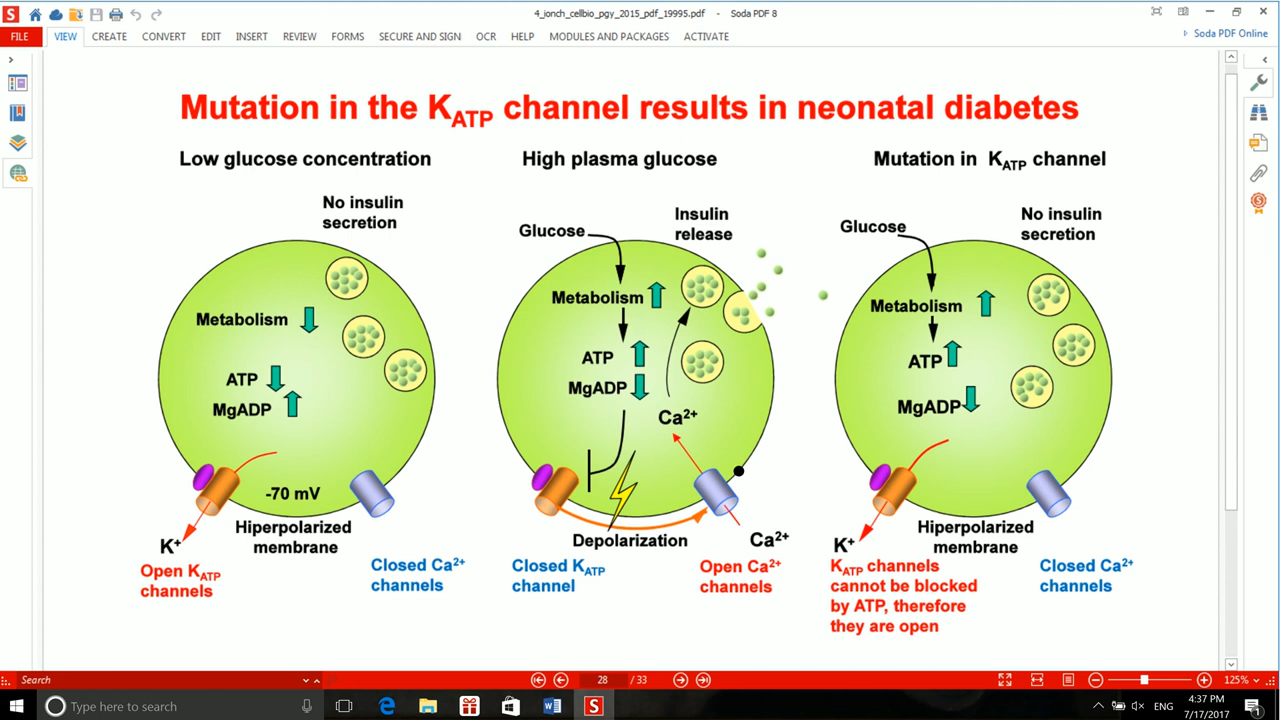 4_ionch_cellbio_pgy_2015_pdf_19995.pdf - Soda PDF 8
FILE VIEW CREATE CONVERT EDIT INSERT REVIEW FORMS SECURE AND SIGN OCR HELP MODULES AND PACKAGES ACTIVATE
Soda PDF Online
Mutation in the KATP channel results in neonatal diabetes
Low glucose concentration
No insulin
secretion
Metabolism
ATP
MgADP
-70 mV
Hiperpolarized
membrane
K+
Open KATP
channels
Closed Ca2+
channels
High plasma glucose
Glucose
Insulin
release
Metabolism
ATP
MgADP
Ca2+
Depolarization
Ca2+
Closed KATP
channel
Open Ca2+
channels
Mutation in KATP channel
Glucose
No insulin
secretion
Metabolism
ATP
MgADP
K+
Hiperpolarized
membrane
KATP channels
cannot be blocked
by ATP, therefore
they are open
Closed Ca2+
channels
Search
28 / 33
125%
Type here to search
ENG
4:37 PM
7/17/2017
1